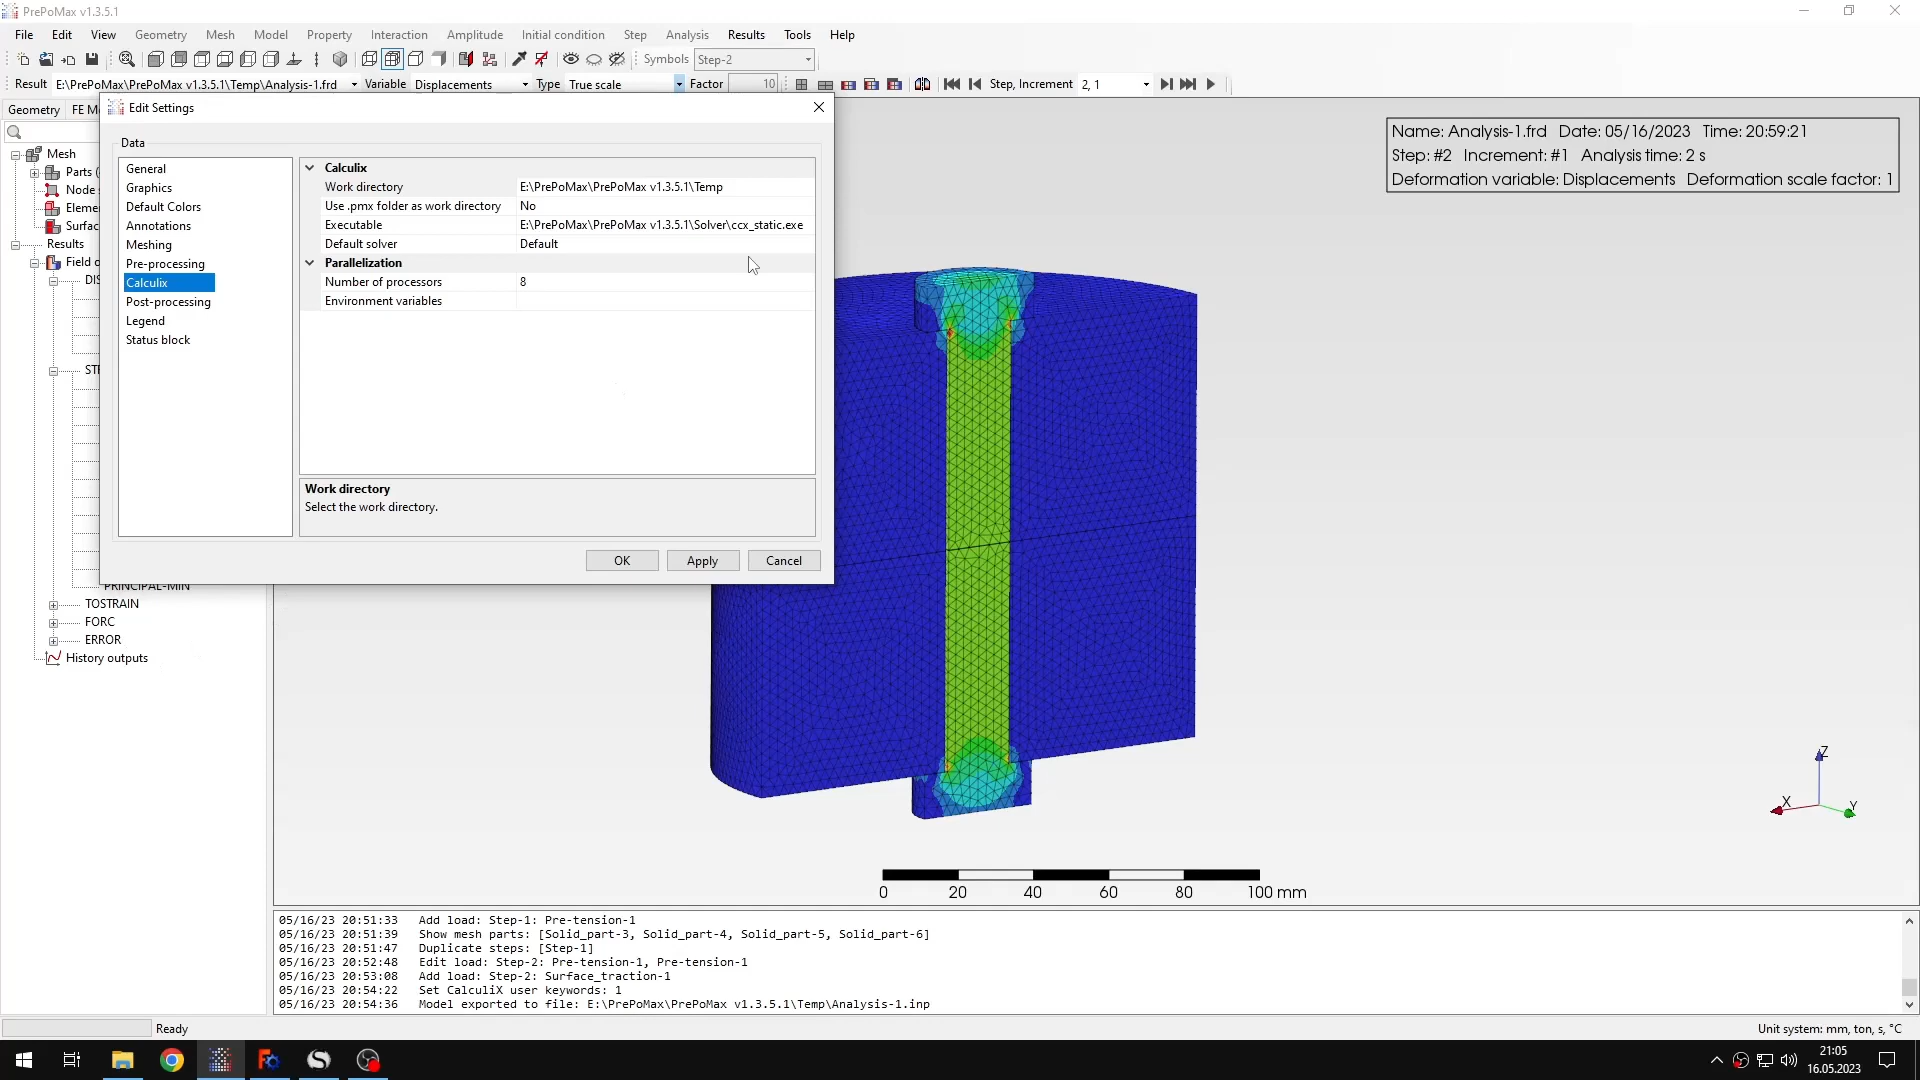 PrePoMax v1.3.5.1
File Edit View Geometry Mesh Model Property Interaction Amplitude Initial condition Step Analysis Results Tools Help
Symbols Step-2
Result E:\PrePoMax\PrePoMax v1.3.5.1\Temp\Analysis-1.frd Variable Displacements Type True scale Factor 10 Step, Increment 2, 1
Geometry FE M
Edit Settings
Data
General
Graphics
Default Colors
Annotations
Meshing
Pre-processing
Calculix
Post-processing
Legend
Status block
Calculix
Work directory E:\PrePoMax\PrePoMax v1.3.5.1\Temp
Use .pmx folder as work directory No
Executable E:\PrePoMax\PrePoMax v1.3.5.1\Solver\ccx_static.exe
Default solver Default
Parallelization
Number of processors 8
Environment variables
Work directory
Select the work directory.
OK Apply Cancel
Mesh
Parts (
Node
Eleme
Surfac
Results
Field o
DIS
STR
PRINCIPAL-MIN
TOSTRAIN
FORC
ERROR
History outputs
Name: Analysis-1.frd Date: 05/16/2023 Time: 20:59:21
Step: #2 Increment: #1 Analysis time: 2 s
Deformation variable: Displacements Deformation scale factor: 1
Z
X
Y
0 20 40 60 80 100 mm
05/16/23 20:51:33 Add load: Step-1: Pre-tension-1
05/16/23 20:51:39 Show mesh parts: [Solid_part-3, Solid_part-4, Solid_part-5, Solid_part-6]
05/16/23 20:51:47 Duplicate steps: [Step-1]
05/16/23 20:52:48 Edit load: Step-2: Pre-tension-1, Pre-tension-1
05/16/23 20:53:08 Add load: Step-2: Surface_traction-1
05/16/23 20:54:22 Set CalculiX user keywords: 1
05/16/23 20:54:36 Model exported to file: E:\PrePoMax\PrePoMax v1.3.5.1\Temp\Analysis-1.inp
Ready
Unit system: mm, ton, s, °C
21:05
16.05.2023